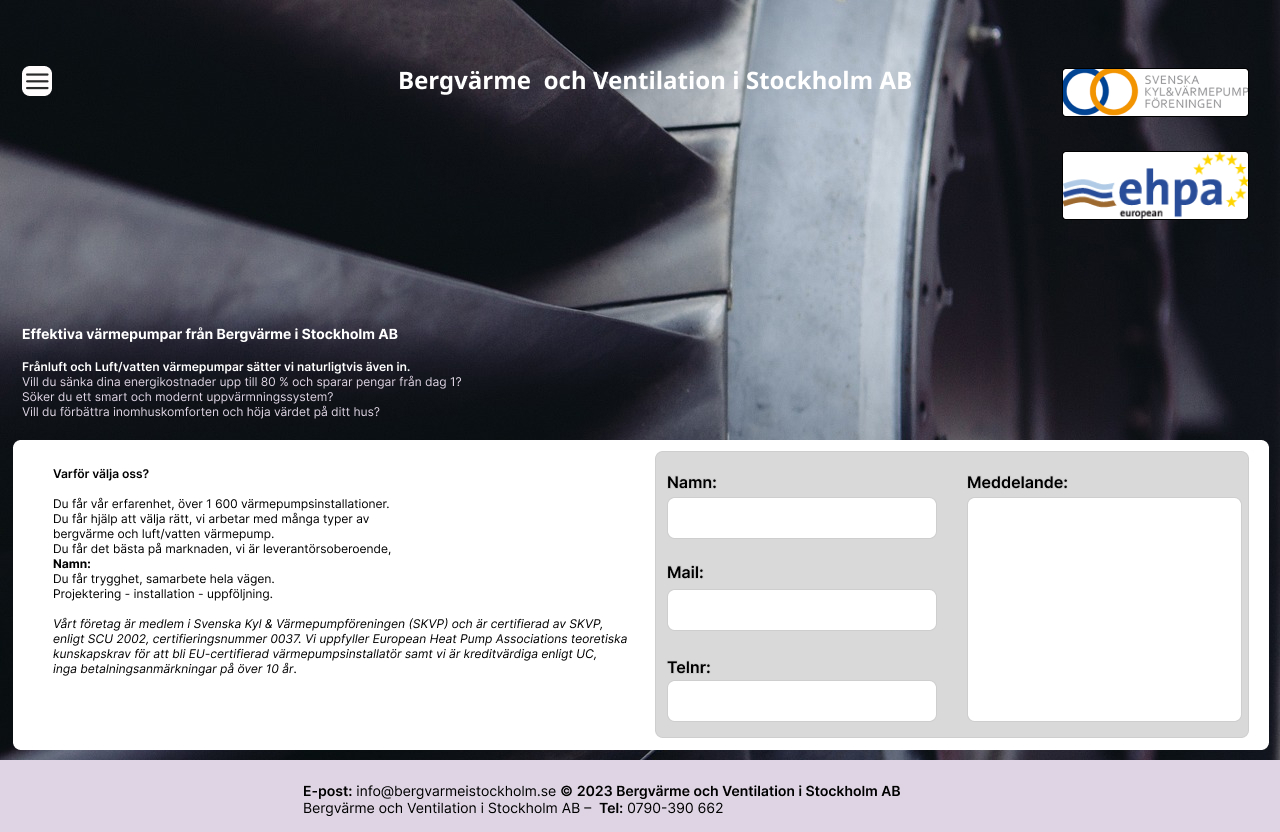 Bergvärme  och Ventilation i Stockholm AB
SVENSKA
KYL&VÄRMEPUMP
FÖRENINGEN
ehpa
european
Effektiva värmepumpar från Bergvärme i Stockholm AB
Frånluft och Luft/vatten värmepumpar sätter vi naturligtvis även in.
Vill du sänka dina energikostnader upp till 80 % och sparar pengar från dag 1?
Söker du ett smart och modernt uppvärmningssystem?
Vill du förbättra inomhuskomforten och höja värdet på ditt hus?
Varför välja oss?
Du får vår erfarenhet, över 1 600 värmepumpsinstallationer.
Du får hjälp att välja rätt, vi arbetar med många typer av
bergvärme och luft/vatten värmepump.
Du får det bästa på marknaden, vi är leverantörsoberoende,
Namn:
Du får trygghet, samarbete hela vägen.
Projektering - installation - uppföljning.
Vårt företag är medlem i Svenska Kyl & Värmepumpföreningen (SKVP) och är certifierad av SKVP,
enligt SCU 2002, certifieringsnummer 0037. Vi uppfyller European Heat Pump Associations teoretiska
kunskapskrav för att bli EU-certifierad värmepumpsinstallatör samt vi är kreditvärdiga enligt UC,
inga betalningsanmärkningar på över 10 år.
Namn:
Mail:
Telnr:
Meddelande:
E-post: info@bergvarmeistockholm.se © 2023 Bergvärme och Ventilation i Stockholm AB
Bergvärme och Ventilation i Stockholm AB –  Tel: 0790-390 662